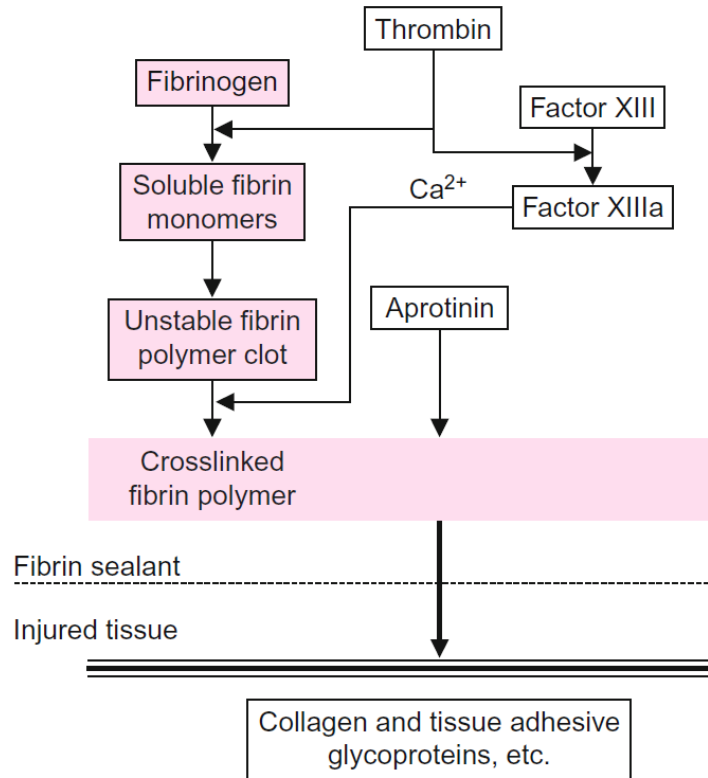 Thrombin
Fibrinogen
Factor XIII
Soluble fibrin
monomers
Ca²⁺
Factor XIIIa
Unstable fibrin
polymer clot
Aprotinin
Crosslinked
fibrin polymer
Fibrin sealant
Injured tissue
Collagen and tissue adhesive
glycoproteins, etc.